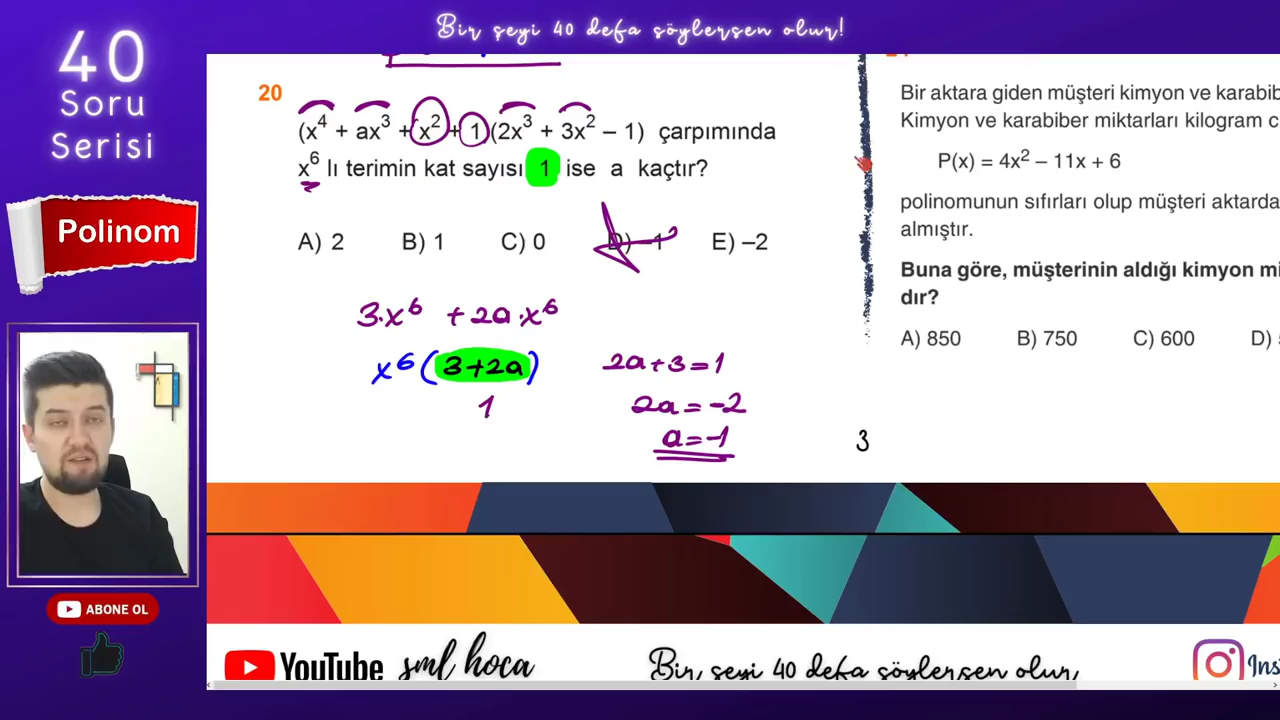 Bir şeyi 40 defa söylersen olur!
40
Soru
Serisi
Polinom
ABONE OL
20
(x⁴ + ax³ + x² + 1)(2x³ + 3x² – 1) çarpımında
x⁶ lı terimin kat sayısı 1 ise a kaçtır?
A) 2 B) 1 C) 0 D) –1 E) –2
3·x⁶ + 2a·x⁶
x⁶(3+2a)
1
2a+3=1
2a=-2
a=-1
Bir aktara giden müşteri kimyon ve karabibe
Kimyon ve karabiber miktarları kilogram c
P(x) = 4x² – 11x + 6
polinomunun sıfırları olup müşteri aktarda
almıştır.
Buna göre, müşterinin aldığı kimyon mi
dır?
A) 850 B) 750 C) 600 D)
3
YouTube sml hoca
Bir şeyi 40 defa söylersen olur
Ins